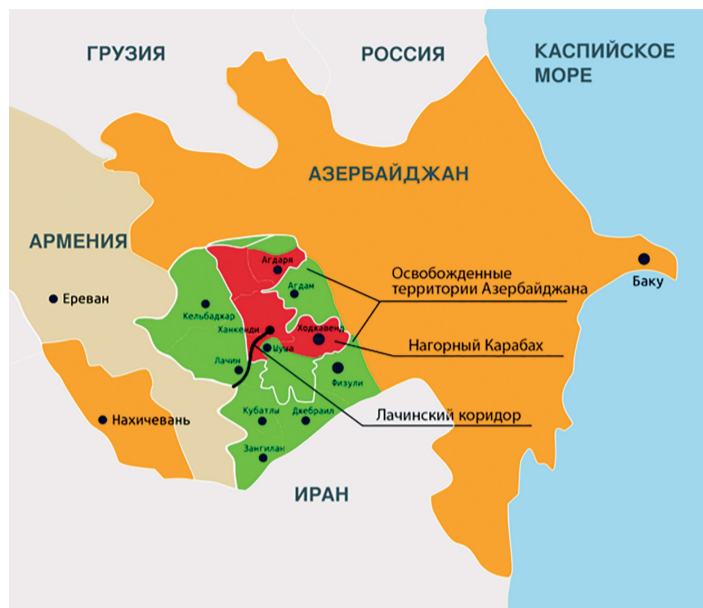 ГРУЗИЯ
РОССИЯ
КАСПИЙСКОЕ
МОРЕ
АЗЕРБАЙДЖАН
АРМЕНИЯ
Агдаря
Освобожденные
территории Азербайджана
Баку
Агдам
Ереван
Кельбаджар
Ханкенди
Ходжавенд
Нагорный Карабах
Шуша
Лачин
Физули
Кубатлы
Джебраил
Лачинский коридор
Нахичевань
Зангилан
ИРАН